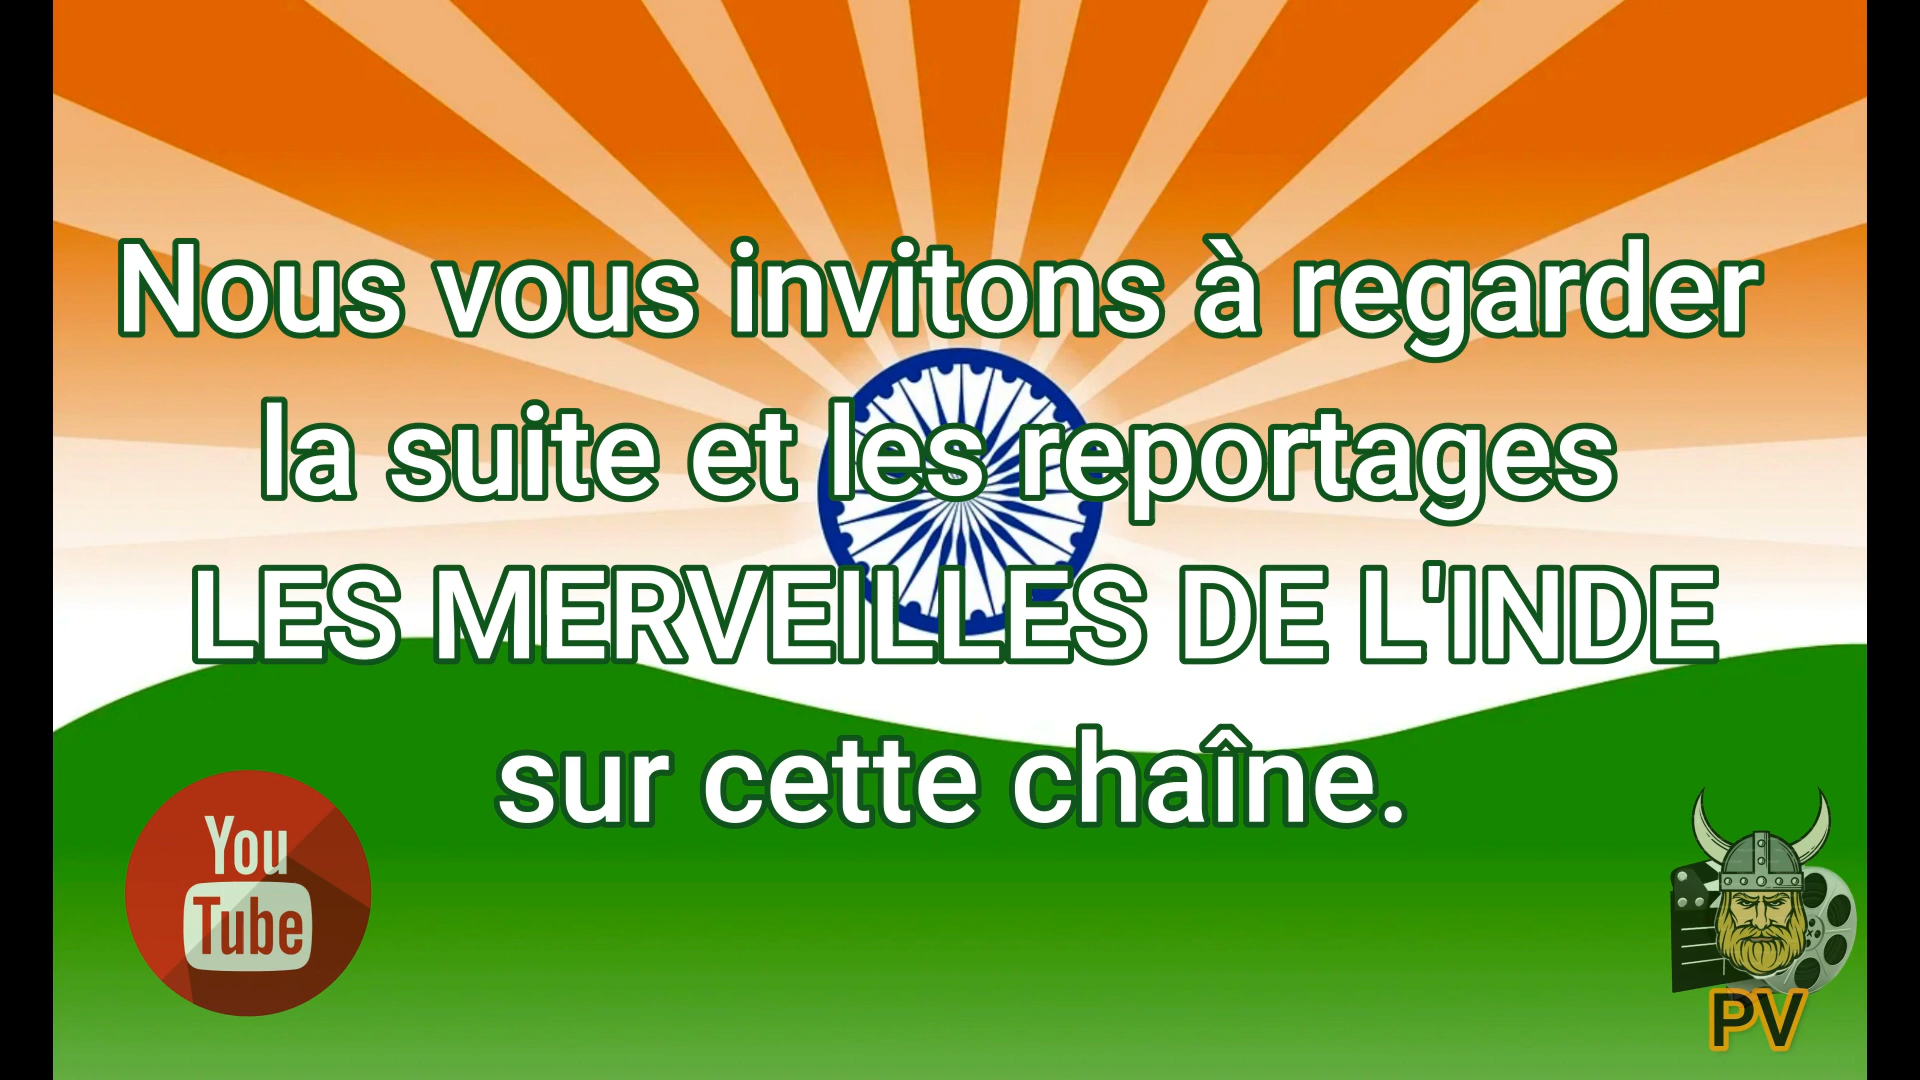 Nous vous invitons à regarder
la suite et les reportages
LES MERVEILLES DE L'INDE
sur cette chaîne.
You
Tube
PV